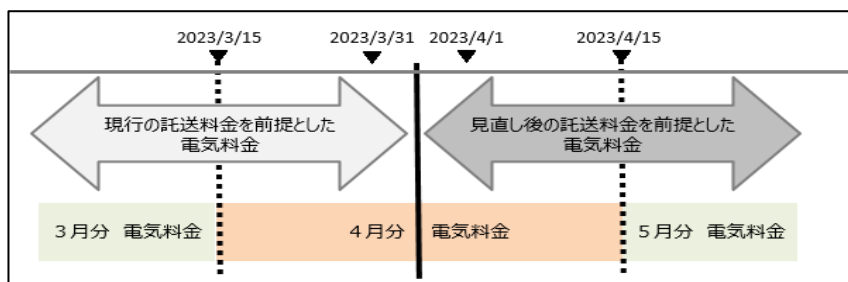 2023/3/15 2023/3/31 2023/4/1 2023/4/15
現行の託送料金を前提とした
電気料金
見直し後の託送料金を前提とした
電気料金
3月分 電気料金 4月分 電気料金 5月分 電気料金